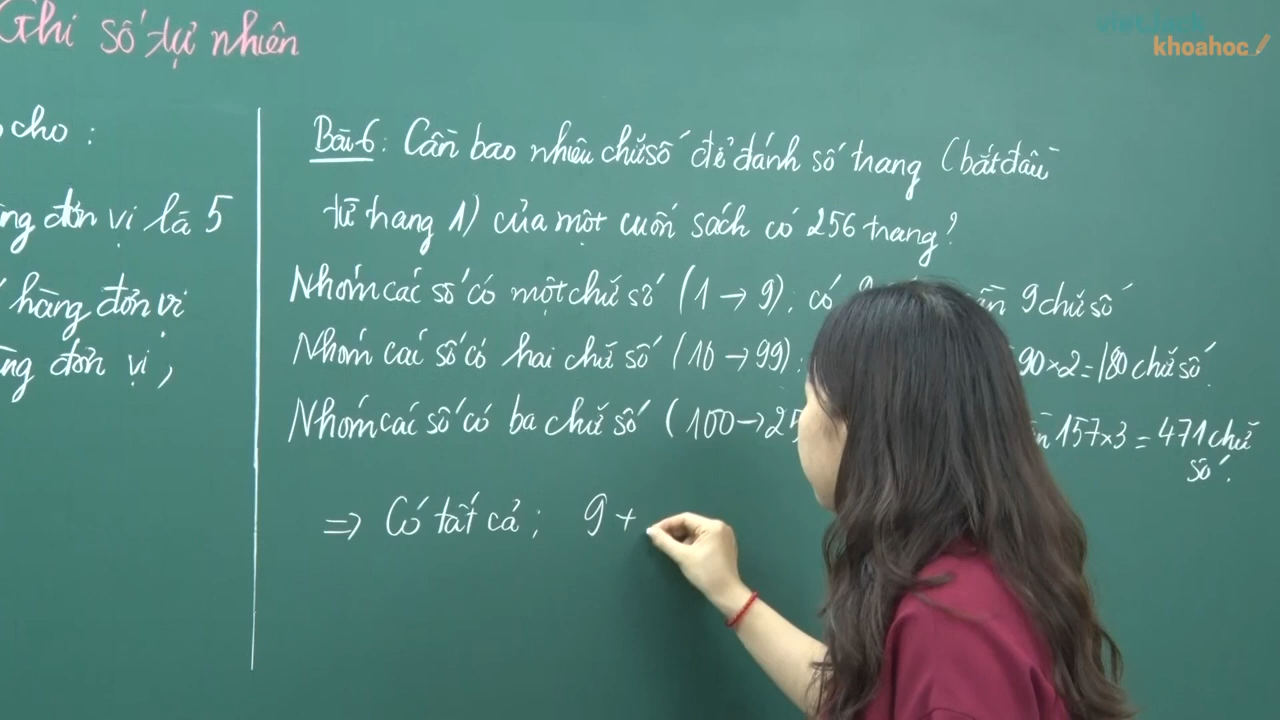 Ghi số tự nhiên
vietjack
khoahoc
cho :
ng đơn vị là 5
hàng đơn vị
ng đơn vị,
Bài 6: Cần bao nhiêu chữ số để đánh số trang (bắt đầu
từ trang 1) của một cuốn sách có 256 trang?
Nhóm các số có một chữ số (1 → 9): có 9 9 chữ số
Nhóm các số có hai chữ số (10 → 99): 90×2=180 chữ số.
Nhóm các số có ba chữ số (100→25 157×3 = 471 chữ
số.
=> Có tất cả: 9 +